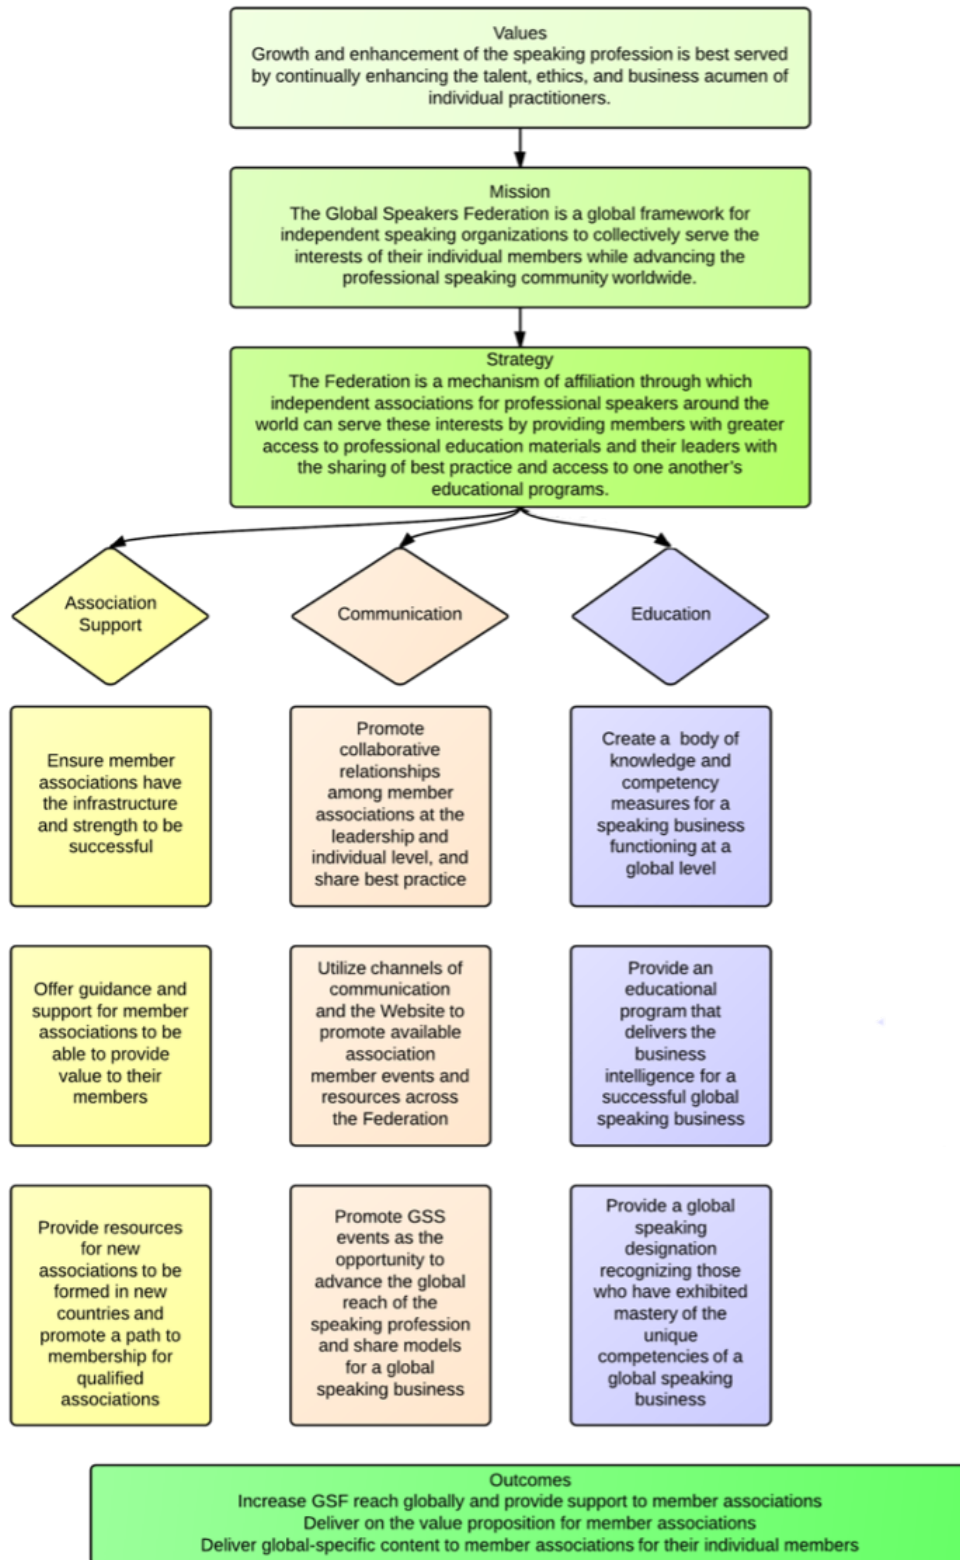 Values
Growth and enhancement of the speaking profession is best served
by continually enhancing the talent, ethics, and business acumen of
individual practitioners.
Mission
The Global Speakers Federation is a global framework for
independent speaking organizations to collectively serve the
interests of their individual members while advancing the
professional speaking community worldwide.
Strategy
The Federation is a mechanism of affiliation through which
independent associations for professional speakers around the
world can serve these interests by providing members with greater
access to professional education materials and their leaders with
the sharing of best practice and access to one another’s
educational programs.
Association
Support
Communication
Education
Ensure member
associations have
the infrastructure
and strength to be
successful
Promote
collaborative
relationships
among member
associations at the
leadership and
individual level, and
share best practice
Create a  body of
knowledge and
competency
measures for a
speaking business
functioning at a
global level
Offer guidance and
support for member
associations to be
able to provide
value to their
members
Utilize channels of
communication
and the Website to
promote available
association
member events and
resources across
the Federation
Provide an
educational
program that
delivers the
business
intelligence for a
successful global
speaking business
Provide resources
for new
associations to be
formed in new
countries and
promote a path to
membership for
qualified
associations
Promote GSS
events as the
opportunity to
advance the global
reach of the
speaking profession
and share models
for a global
speaking business
Provide a global
speaking
designation
recognizing those
who have exhibited
mastery of the
unique
competencies of a
global speaking
business
Outcomes
Increase GSF reach globally and provide support to member associations
Deliver on the value proposition for member associations
Deliver global-specific content to member associations for their individual members